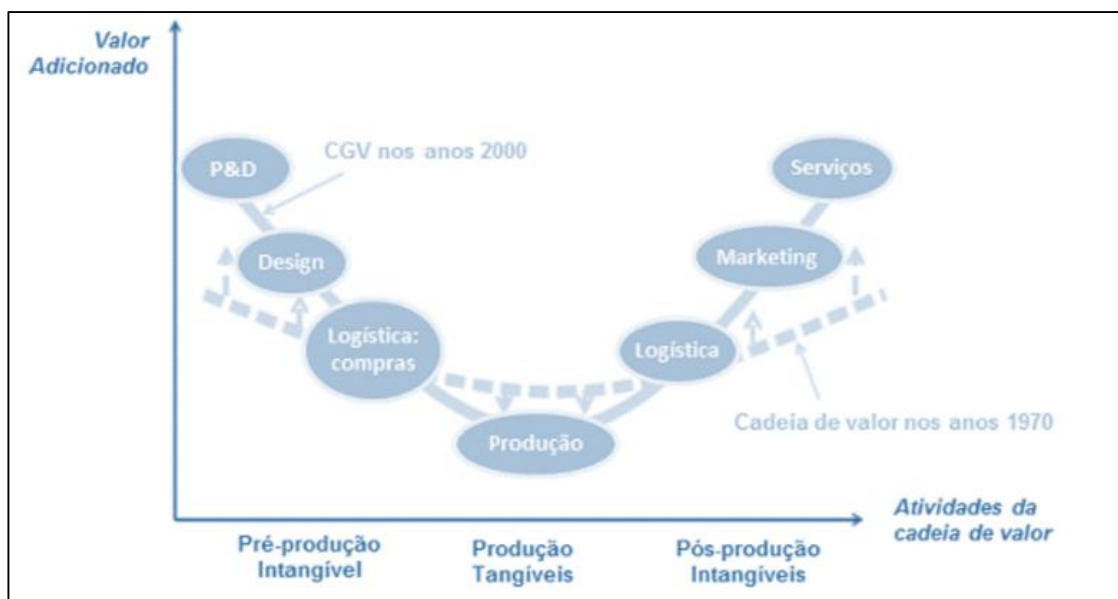 Valor
Adicionado
CGV nos anos 2000
P&D
Serviços
Design
Marketing
Logística:
compras
Logística
Cadeia de valor nos anos 1970
Produção
Atividades da
cadeia de valor
Pré-produção
Intangível
Produção
Tangíveis
Pós-produção
Intangíveis